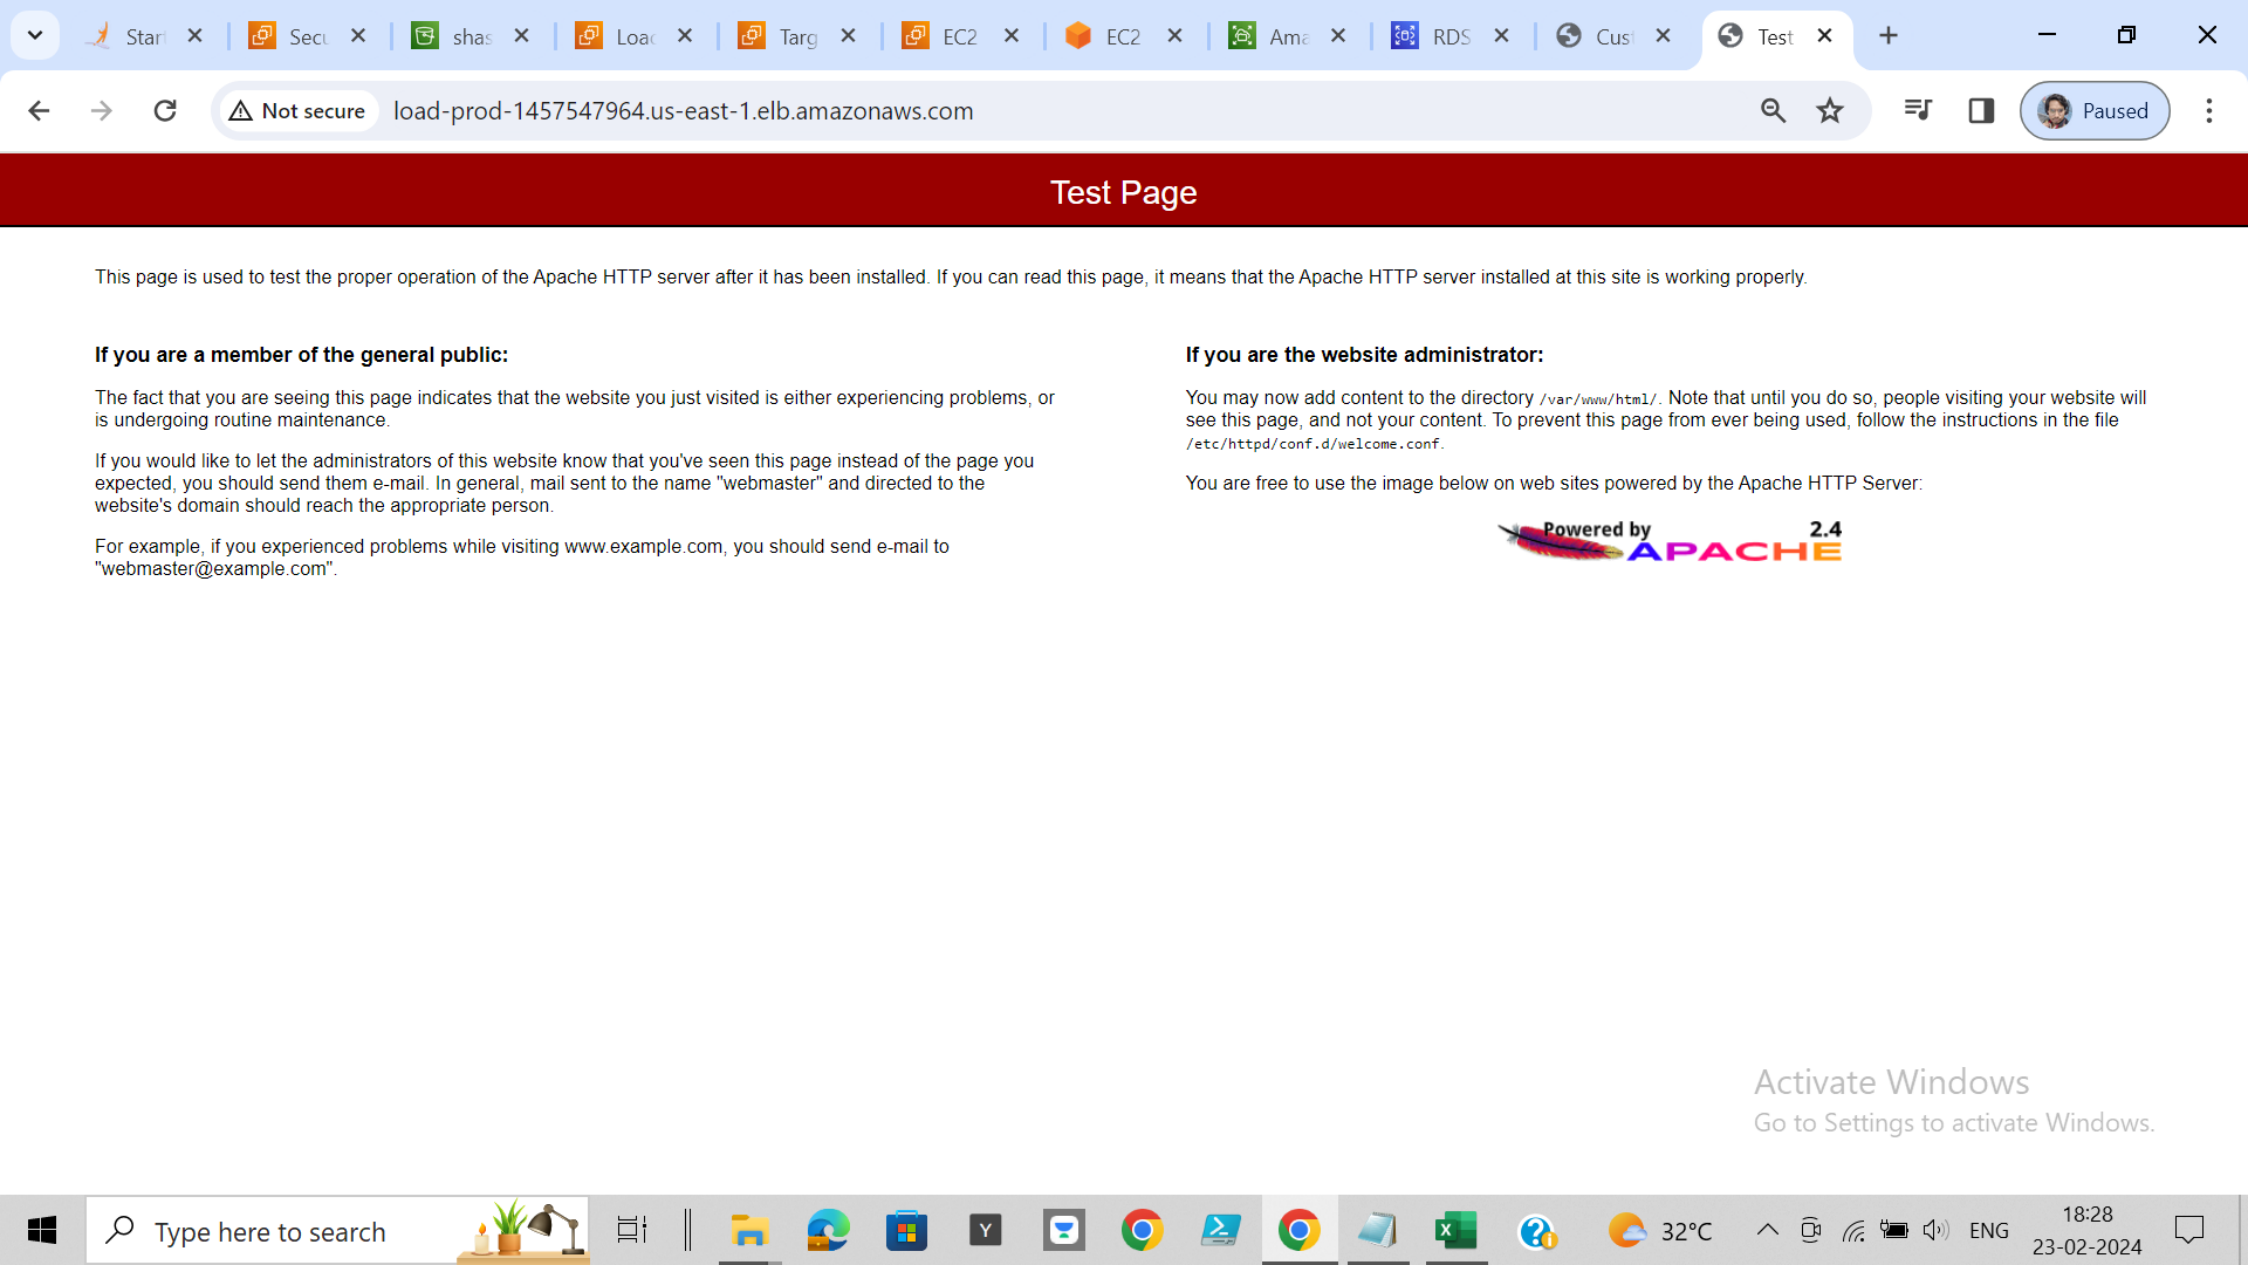 Star
Secu
shas
Load
Targ
EC2
EC2
Ama
RDS
Cus
Test
Not secure
load-prod-1457547964.us-east-1.elb.amazonaws.com
Paused
Test Page
This page is used to test the proper operation of the Apache HTTP server after it has been installed. If you can read this page, it means that the Apache HTTP server installed at this site is working properly.
If you are a member of the general public:
The fact that you are seeing this page indicates that the website you just visited is either experiencing problems, or
is undergoing routine maintenance.
If you would like to let the administrators of this website know that you've seen this page instead of the page you
expected, you should send them e-mail. In general, mail sent to the name "webmaster" and directed to the
website's domain should reach the appropriate person.
For example, if you experienced problems while visiting www.example.com, you should send e-mail to
"webmaster@example.com".
If you are the website administrator:
You may now add content to the directory /var/www/html/. Note that until you do so, people visiting your website will
see this page, and not your content. To prevent this page from ever being used, follow the instructions in the file
/etc/httpd/conf.d/welcome.conf.
You are free to use the image below on web sites powered by the Apache HTTP Server:
Powered by 2.4
APACHE
Activate Windows
Go to Settings to activate Windows.
Type here to search
Y
X
32°C
ENG
18:28
23-02-2024